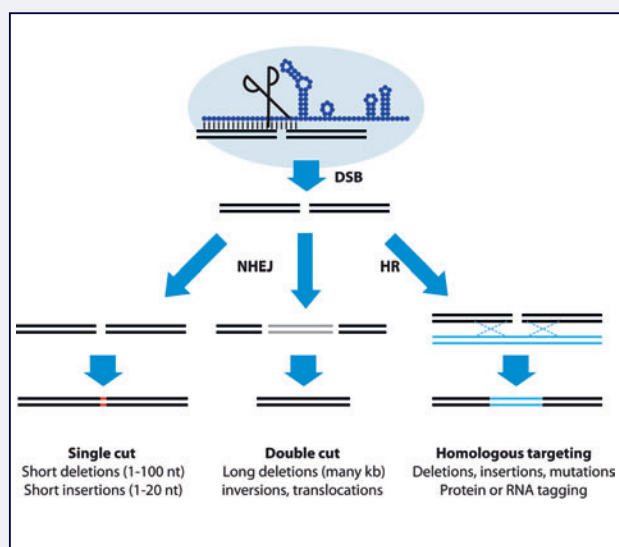 DSB
NHEJ
HR
Single cut
Short deletions (1-100 nt)
Short insertions (1-20 nt)
Double cut
Long deletions (many kb)
inversions, translocations
Homologous targeting
Deletions, insertions, mutations
Protein or RNA tagging